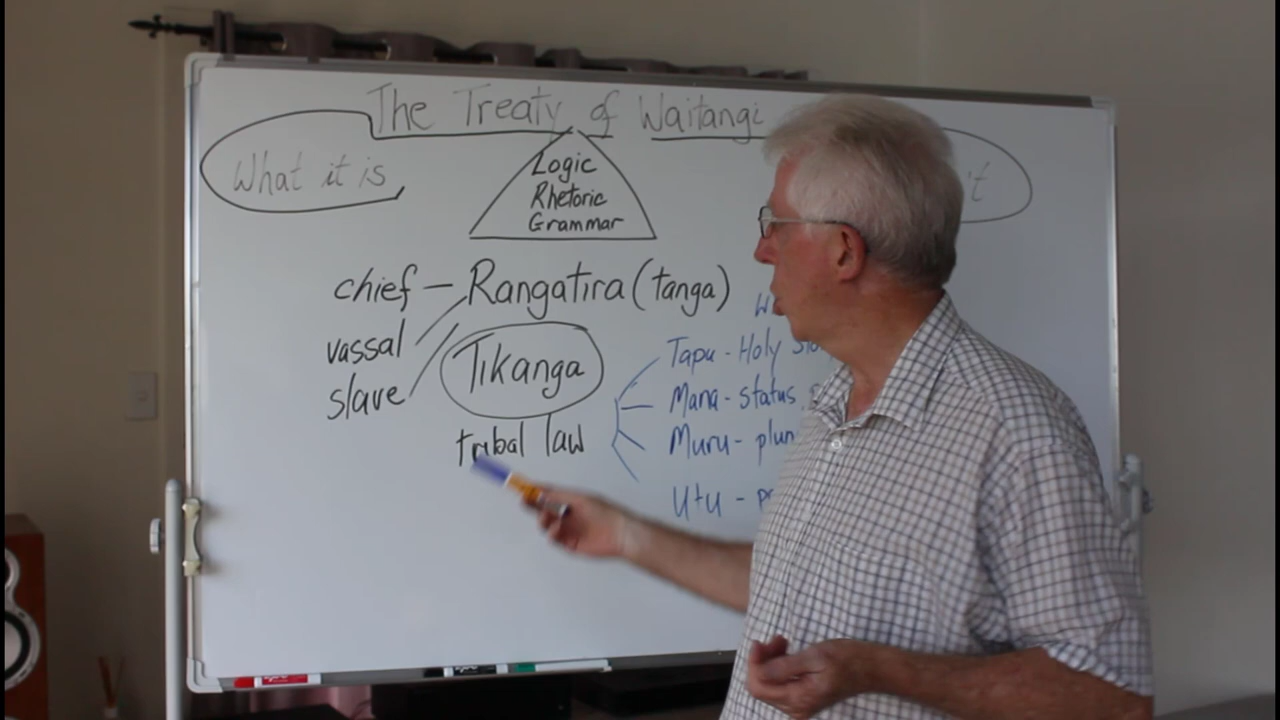 The Treaty of Waitangi
What it is
Logic
Rhetoric
Grammar
chief – Rangatira (tanga)
vassal
slave
Tikanga
tribal law
Tapu - Holy
Mana - status
Muru -
Utu -